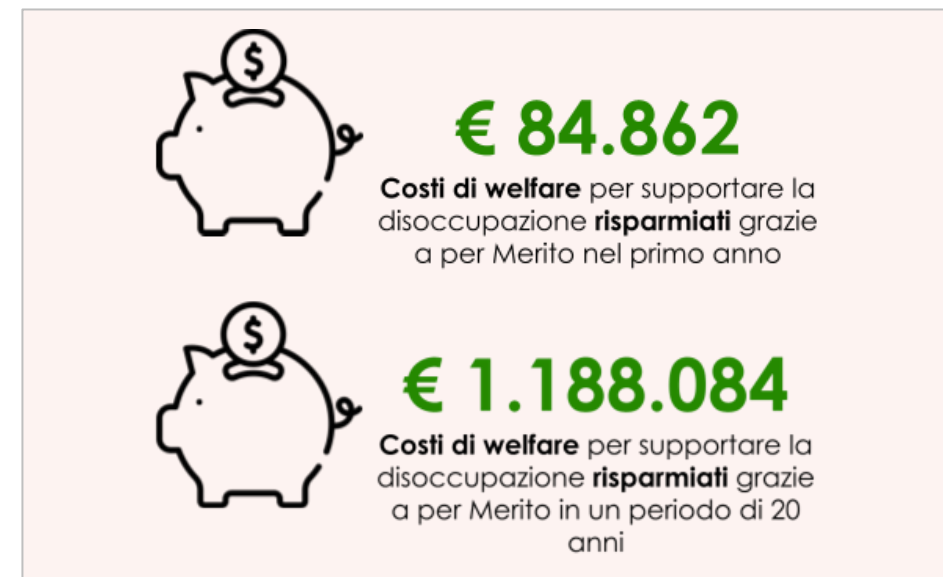 $
€ 84.862
Costi di welfare per supportare la
disoccupazione risparmiati grazie
a per Merito nel primo anno
$
€ 1.188.084
Costi di welfare per supportare la
disoccupazione risparmiati grazie
a per Merito in un periodo di 20
anni